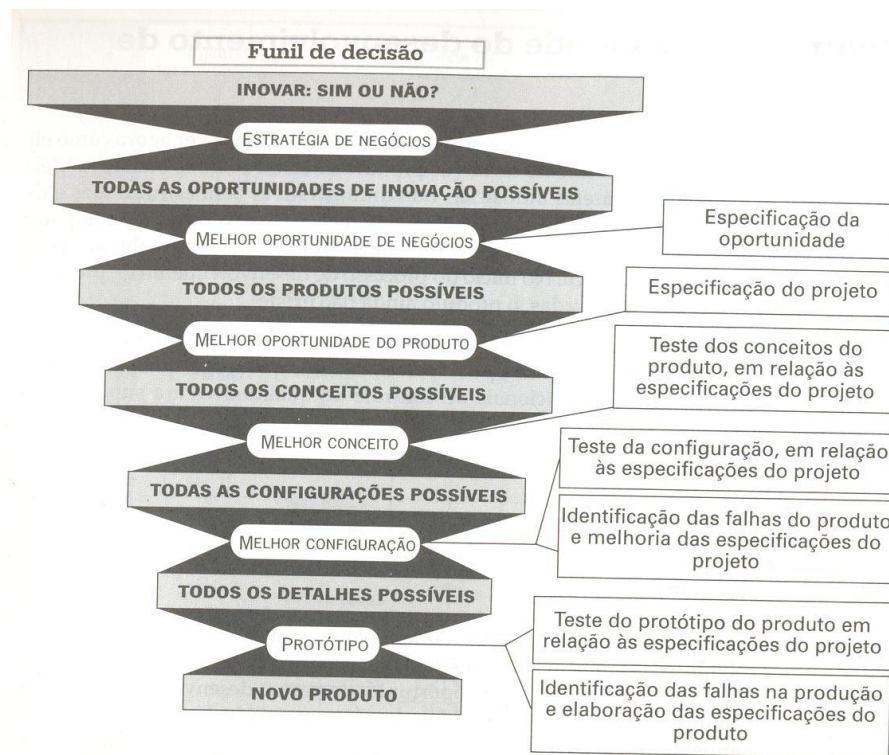 Funil de decisão
INOVAR: SIM OU NÃO?
ESTRATÉGIA DE NEGÓCIOS
TODAS AS OPORTUNIDADES DE INOVAÇÃO POSSÍVEIS
MELHOR OPORTUNIDADE DE NEGÓCIOS
Especificação da
oportunidade
TODOS OS PRODUTOS POSSÍVEIS
Especificação do projeto
MELHOR OPORTUNIDADE DO PRODUTO
Teste dos conceitos do
produto, em relação às
especificações do projeto
TODOS OS CONCEITOS POSSÍVEIS
MELHOR CONCEITO
Teste da configuração, em relação
às especificações do projeto
TODAS AS CONFIGURAÇÕES POSSÍVEIS
Identificação das falhas do produto
e melhoria das especificações do
projeto
MELHOR CONFIGURAÇÃO
TODOS OS DETALHES POSSÍVEIS
Teste do protótipo do produto em
relação às especificações do projeto
PROTÓTIPO
NOVO PRODUTO
Identificação das falhas na produção
e elaboração das especificações do
produto